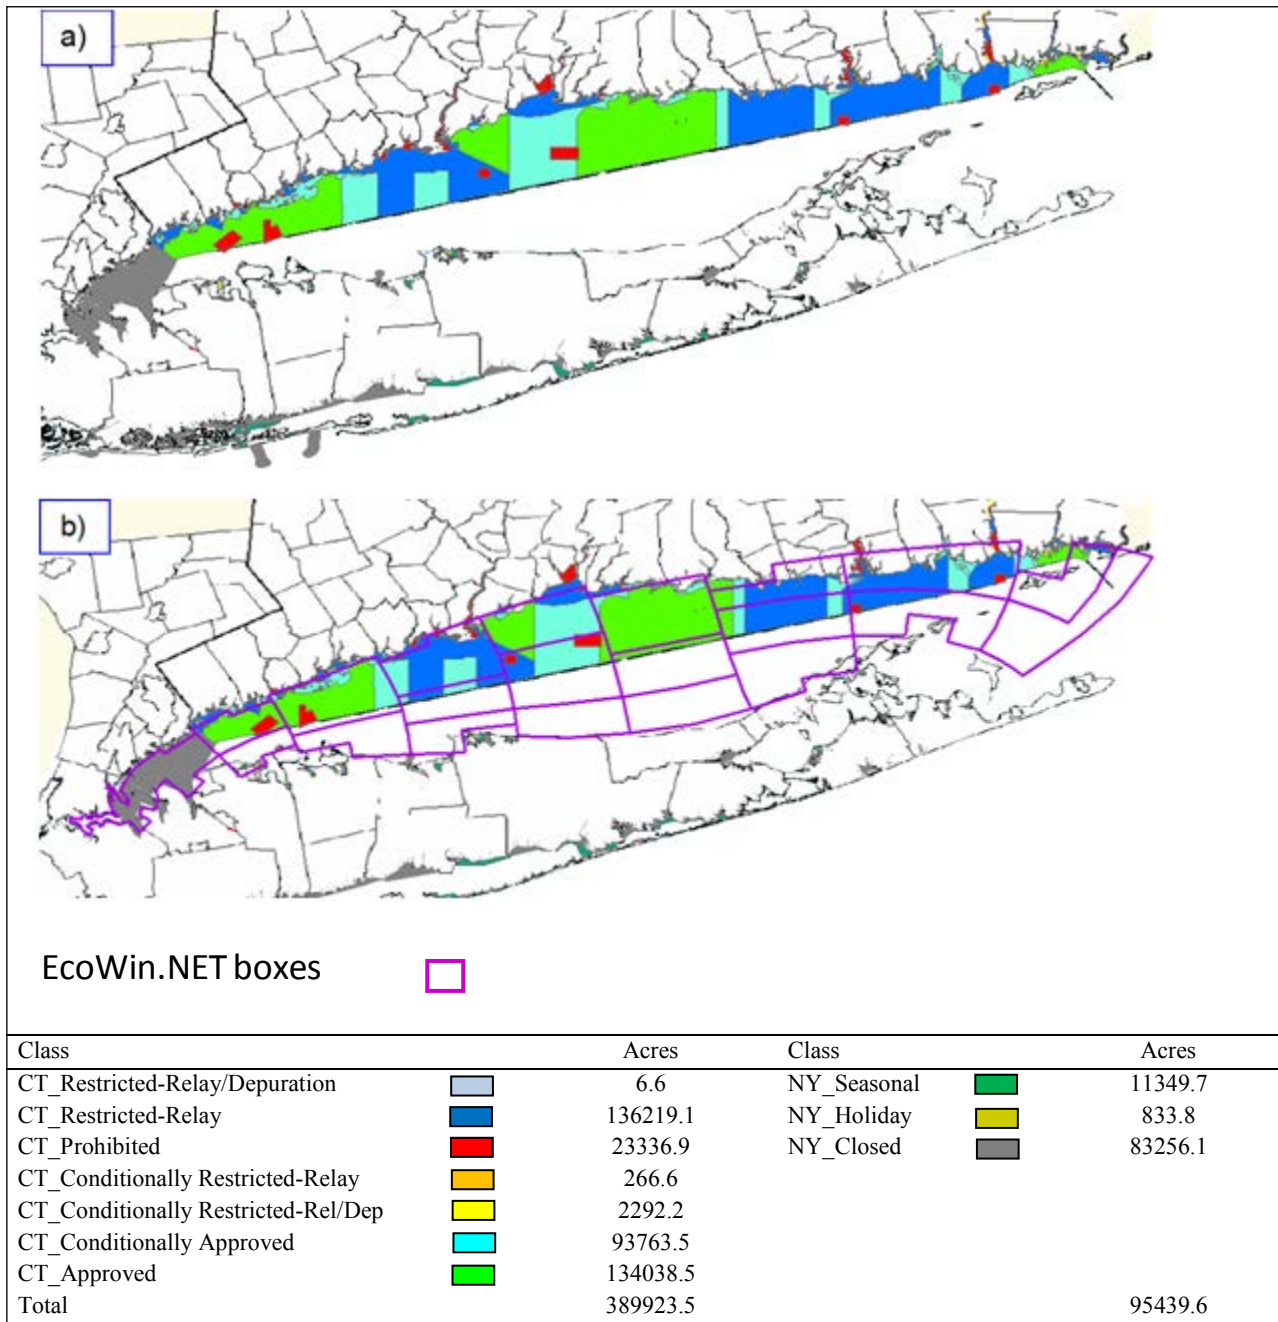 a)
b)
EcoWin.NET boxes
Class Acres Class Acres
CT_Restricted-Relay/Depuration 6.6 NY_Seasonal 11349.7
CT_Restricted-Relay 136219.1 NY_Holiday 833.8
CT_Prohibited 23336.9 NY_Closed 83256.1
CT_Conditionally Restricted-Relay 266.6
CT_Conditionally Restricted-Rel/Dep 2292.2
CT_Conditionally Approved 93763.5
CT_Approved 134038.5
Total 389923.5 95439.6